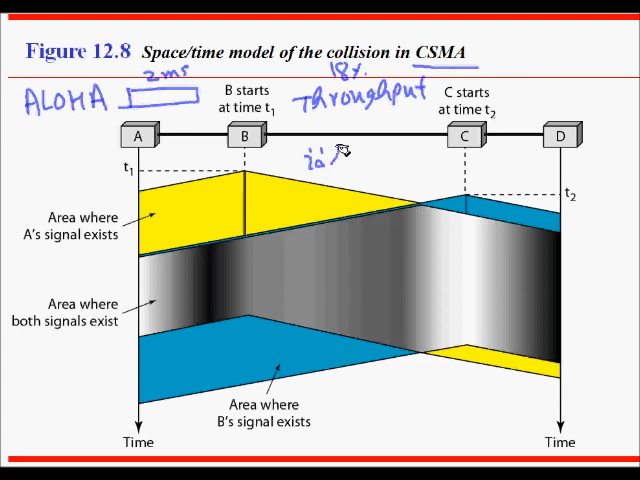 Figure 12.8 Space/time model of the collision in CSMA
2ms
18%.
ALOHA
Throughput
B starts
at time t1
C starts
at time t2
A
B
C
D
t1
t2
Area where
A's signal exists
Area where
both signals exist
Area where
B's signal exists
Time
Time